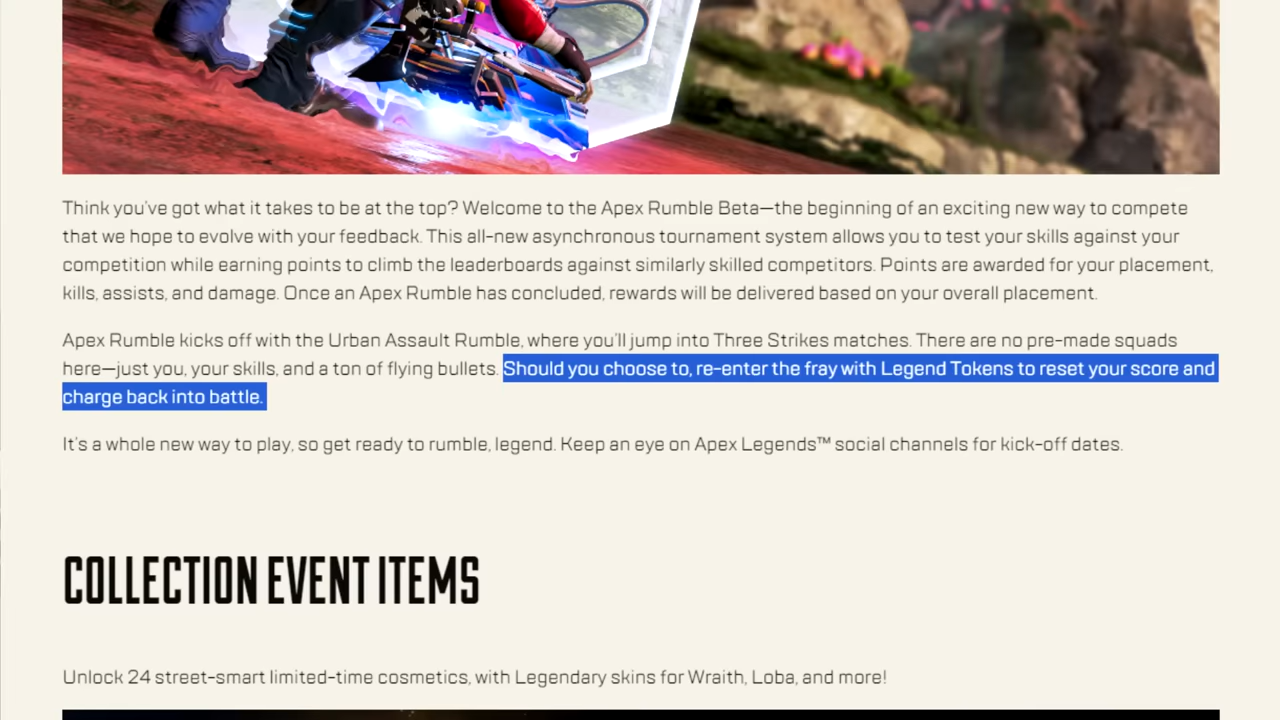 Think you've got what it takes to be at the top? Welcome to the Apex Rumble Beta—the beginning of an exciting new way to compete
that we hope to evolve with your feedback. This all-new asynchronous tournament system allows you to test your skills against your
competition while earning points to climb the leaderboards against similarly skilled competitors. Points are awarded for your placement,
kills, assists, and damage. Once an Apex Rumble has concluded, rewards will be delivered based on your overall placement.
Apex Rumble kicks off with the Urban Assault Rumble, where you'll jump into Three Strikes matches. There are no pre-made squads
here—just you, your skills, and a ton of flying bullets. Should you choose to, re-enter the fray with Legend Tokens to reset your score and
charge back into battle.
It's a whole new way to play, so get ready to rumble, legend. Keep an eye on Apex Legends™ social channels for kick-off dates.
COLLECTION EVENT ITEMS
Unlock 24 street-smart limited-time cosmetics, with Legendary skins for Wraith, Loba, and more!